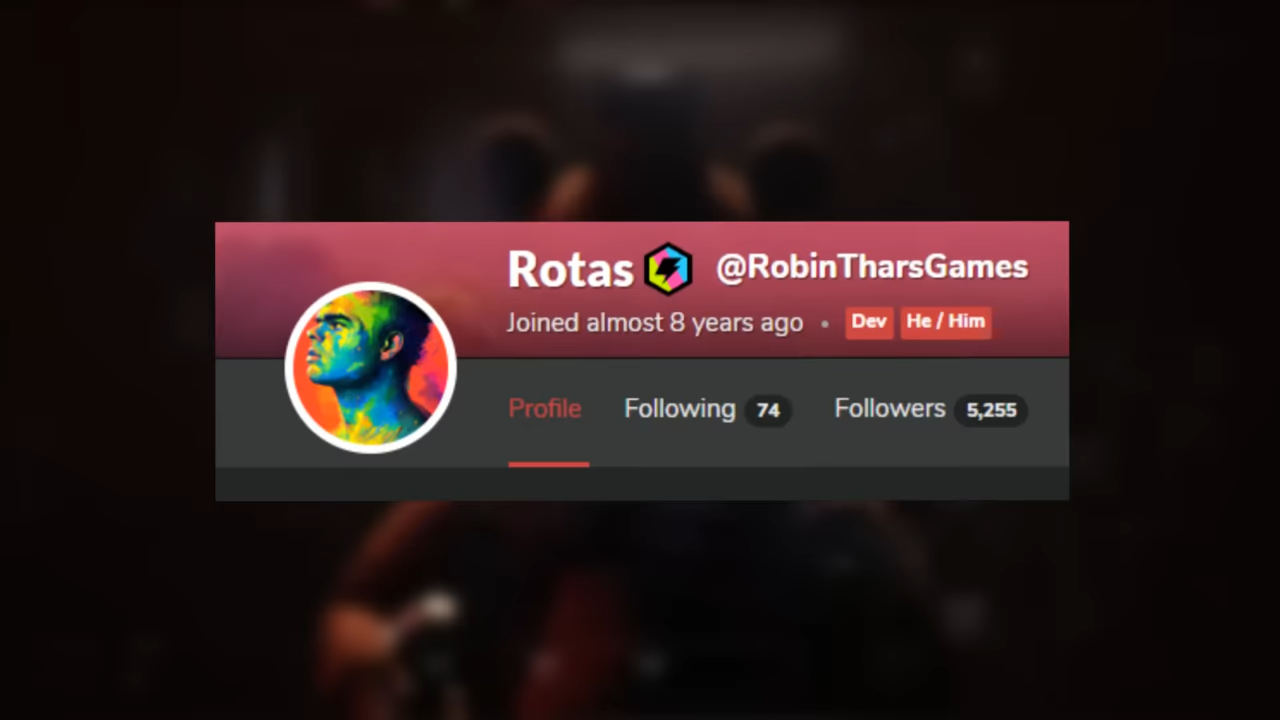 Rotas @RobinTharsGames
Joined almost 8 years ago • Dev He / Him
Profile Following 74 Followers 5,255